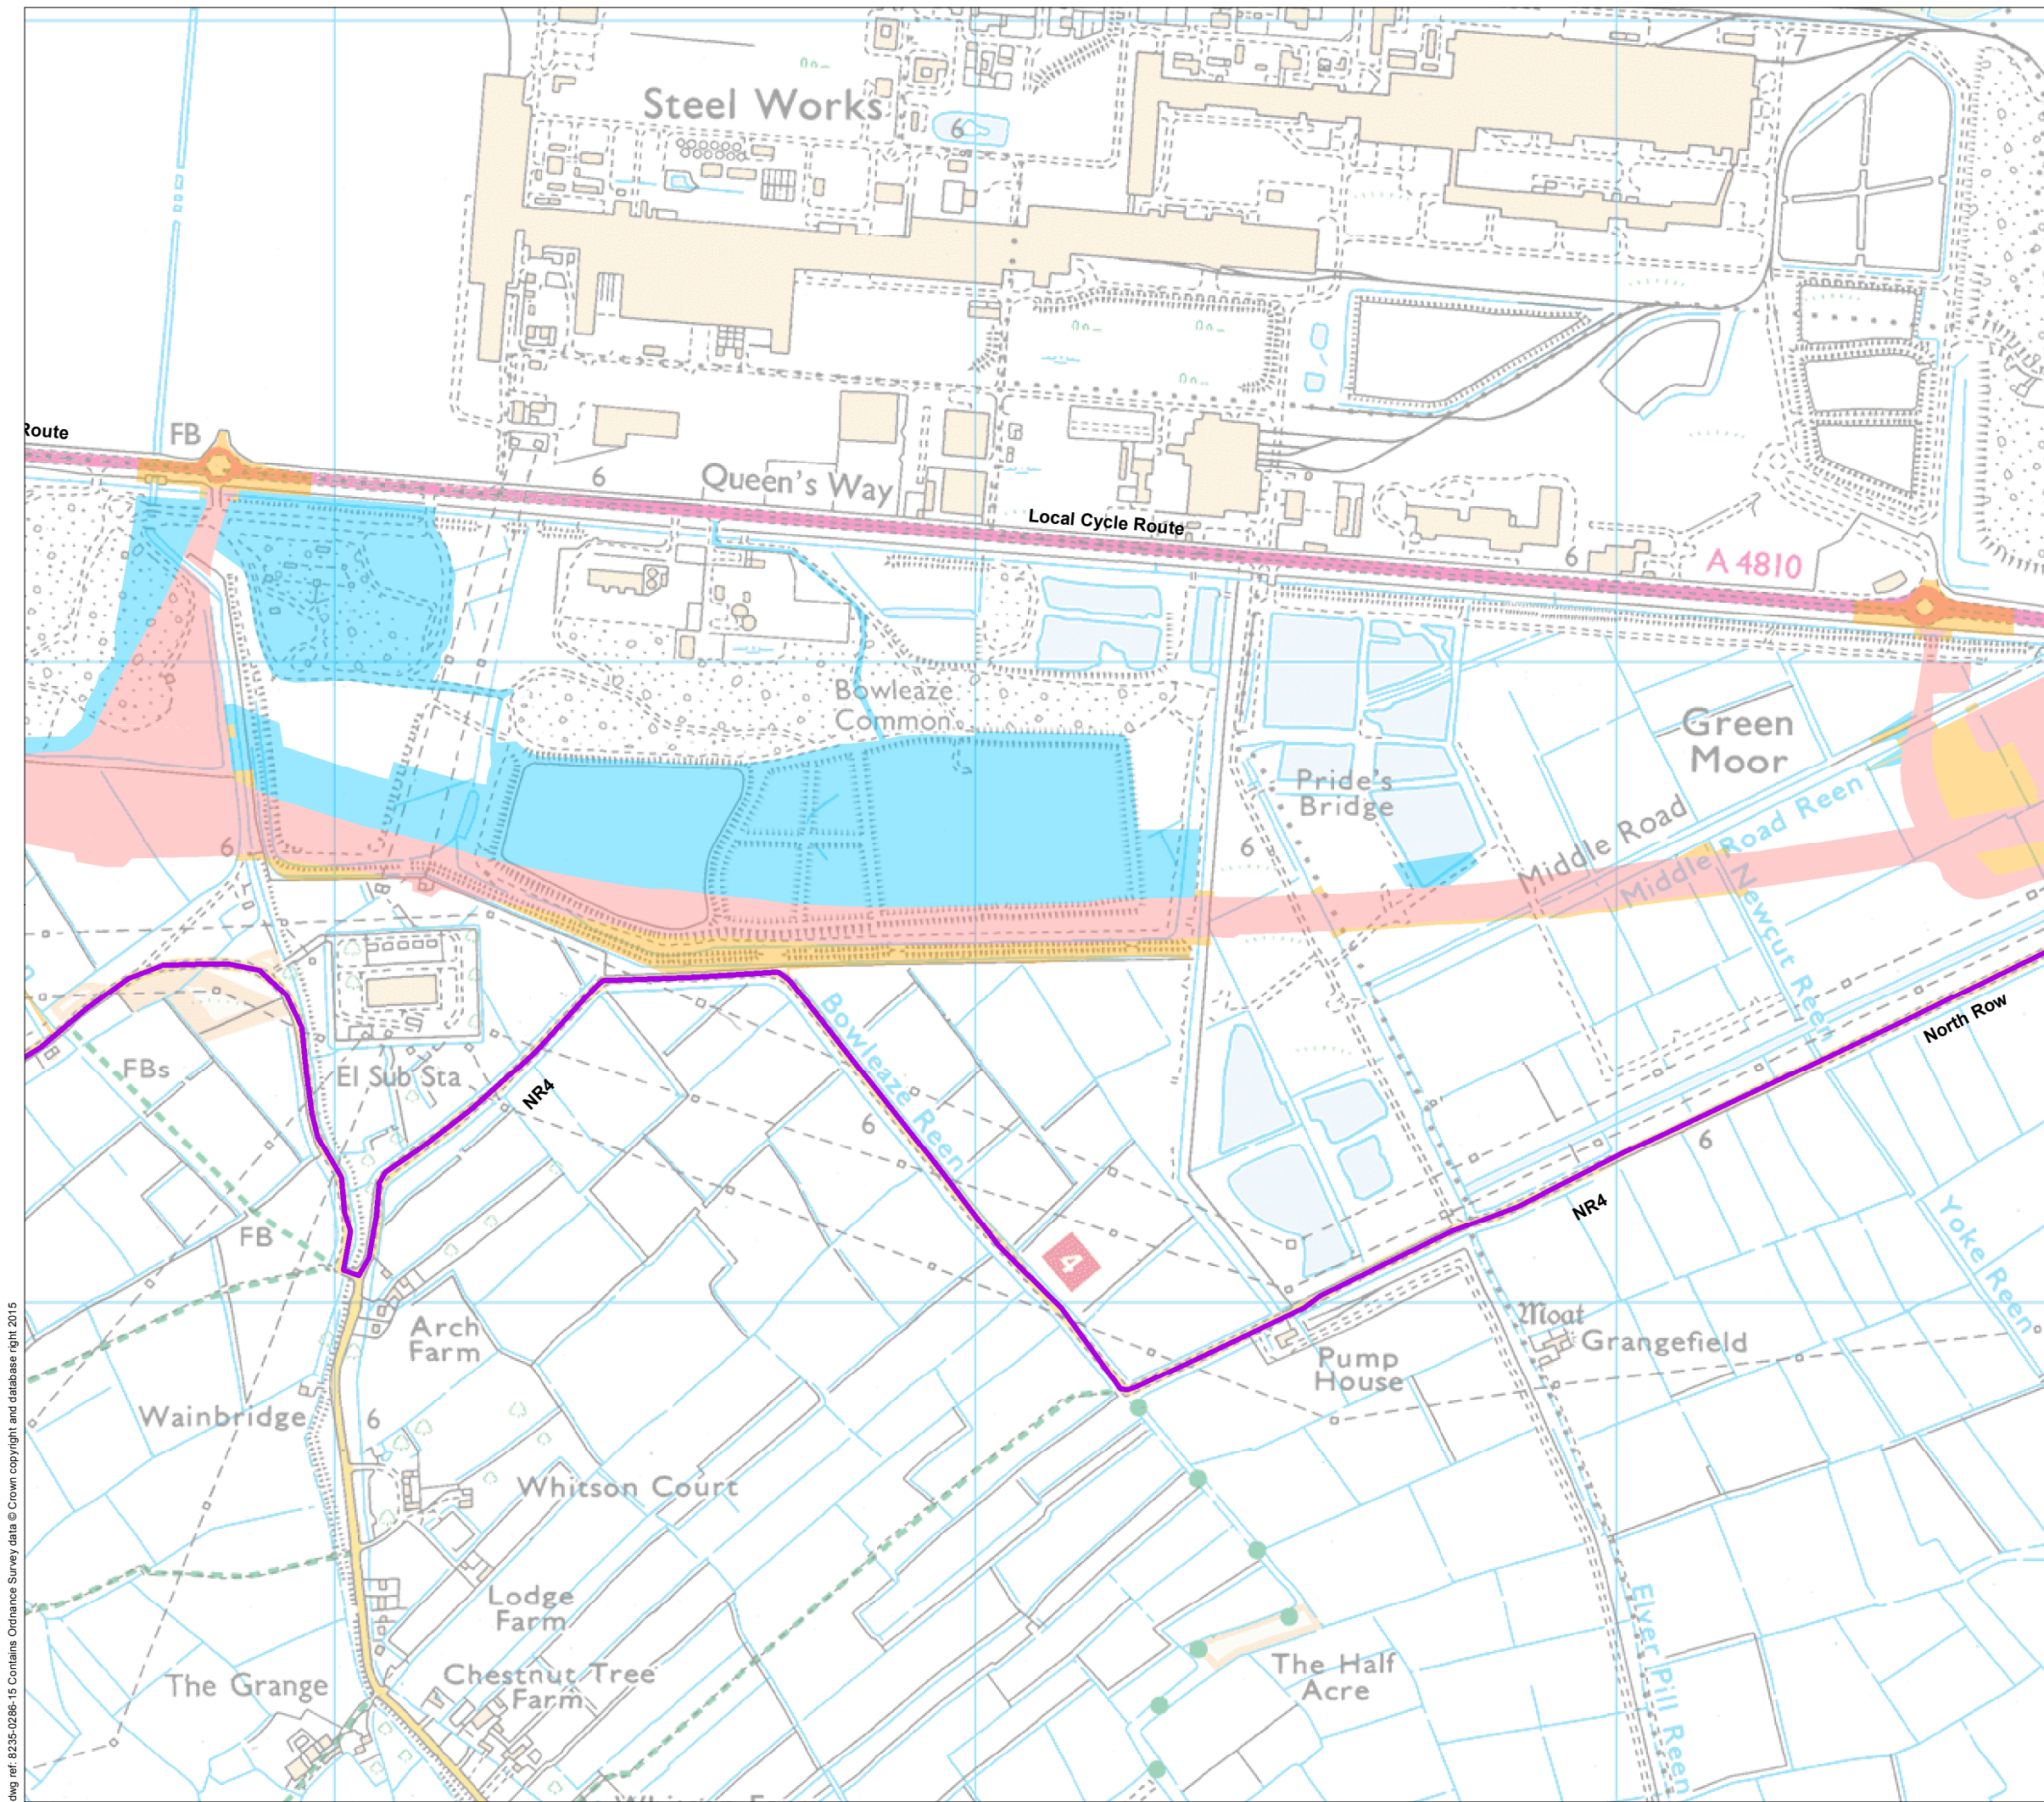 Steel Works
6
7
Route
FB
6
Queen's Way
Local Cycle Route
6
A 4810
Bowleaze
Common
Green
Moor
Pride's
Bridge
6
6
Middle Road
Middle Road Reen
Newcut Reen
North Row
FBs
El Sub Sta
NR4
Bowleaze Reen
6
6
NR4
Yoke Reen
FB
4
Arch
Farm
Moat
Grangefield
Pump
House
Wainbridge
6
Whitson Court
Lodge
Farm
Elver Pill Reen
The Grange
Chestnut Tree
Farm
The Half
Acre
dwg ref: 8235-0286-15 Contains Ordnance Survey data © Crown copyright and database right 2015